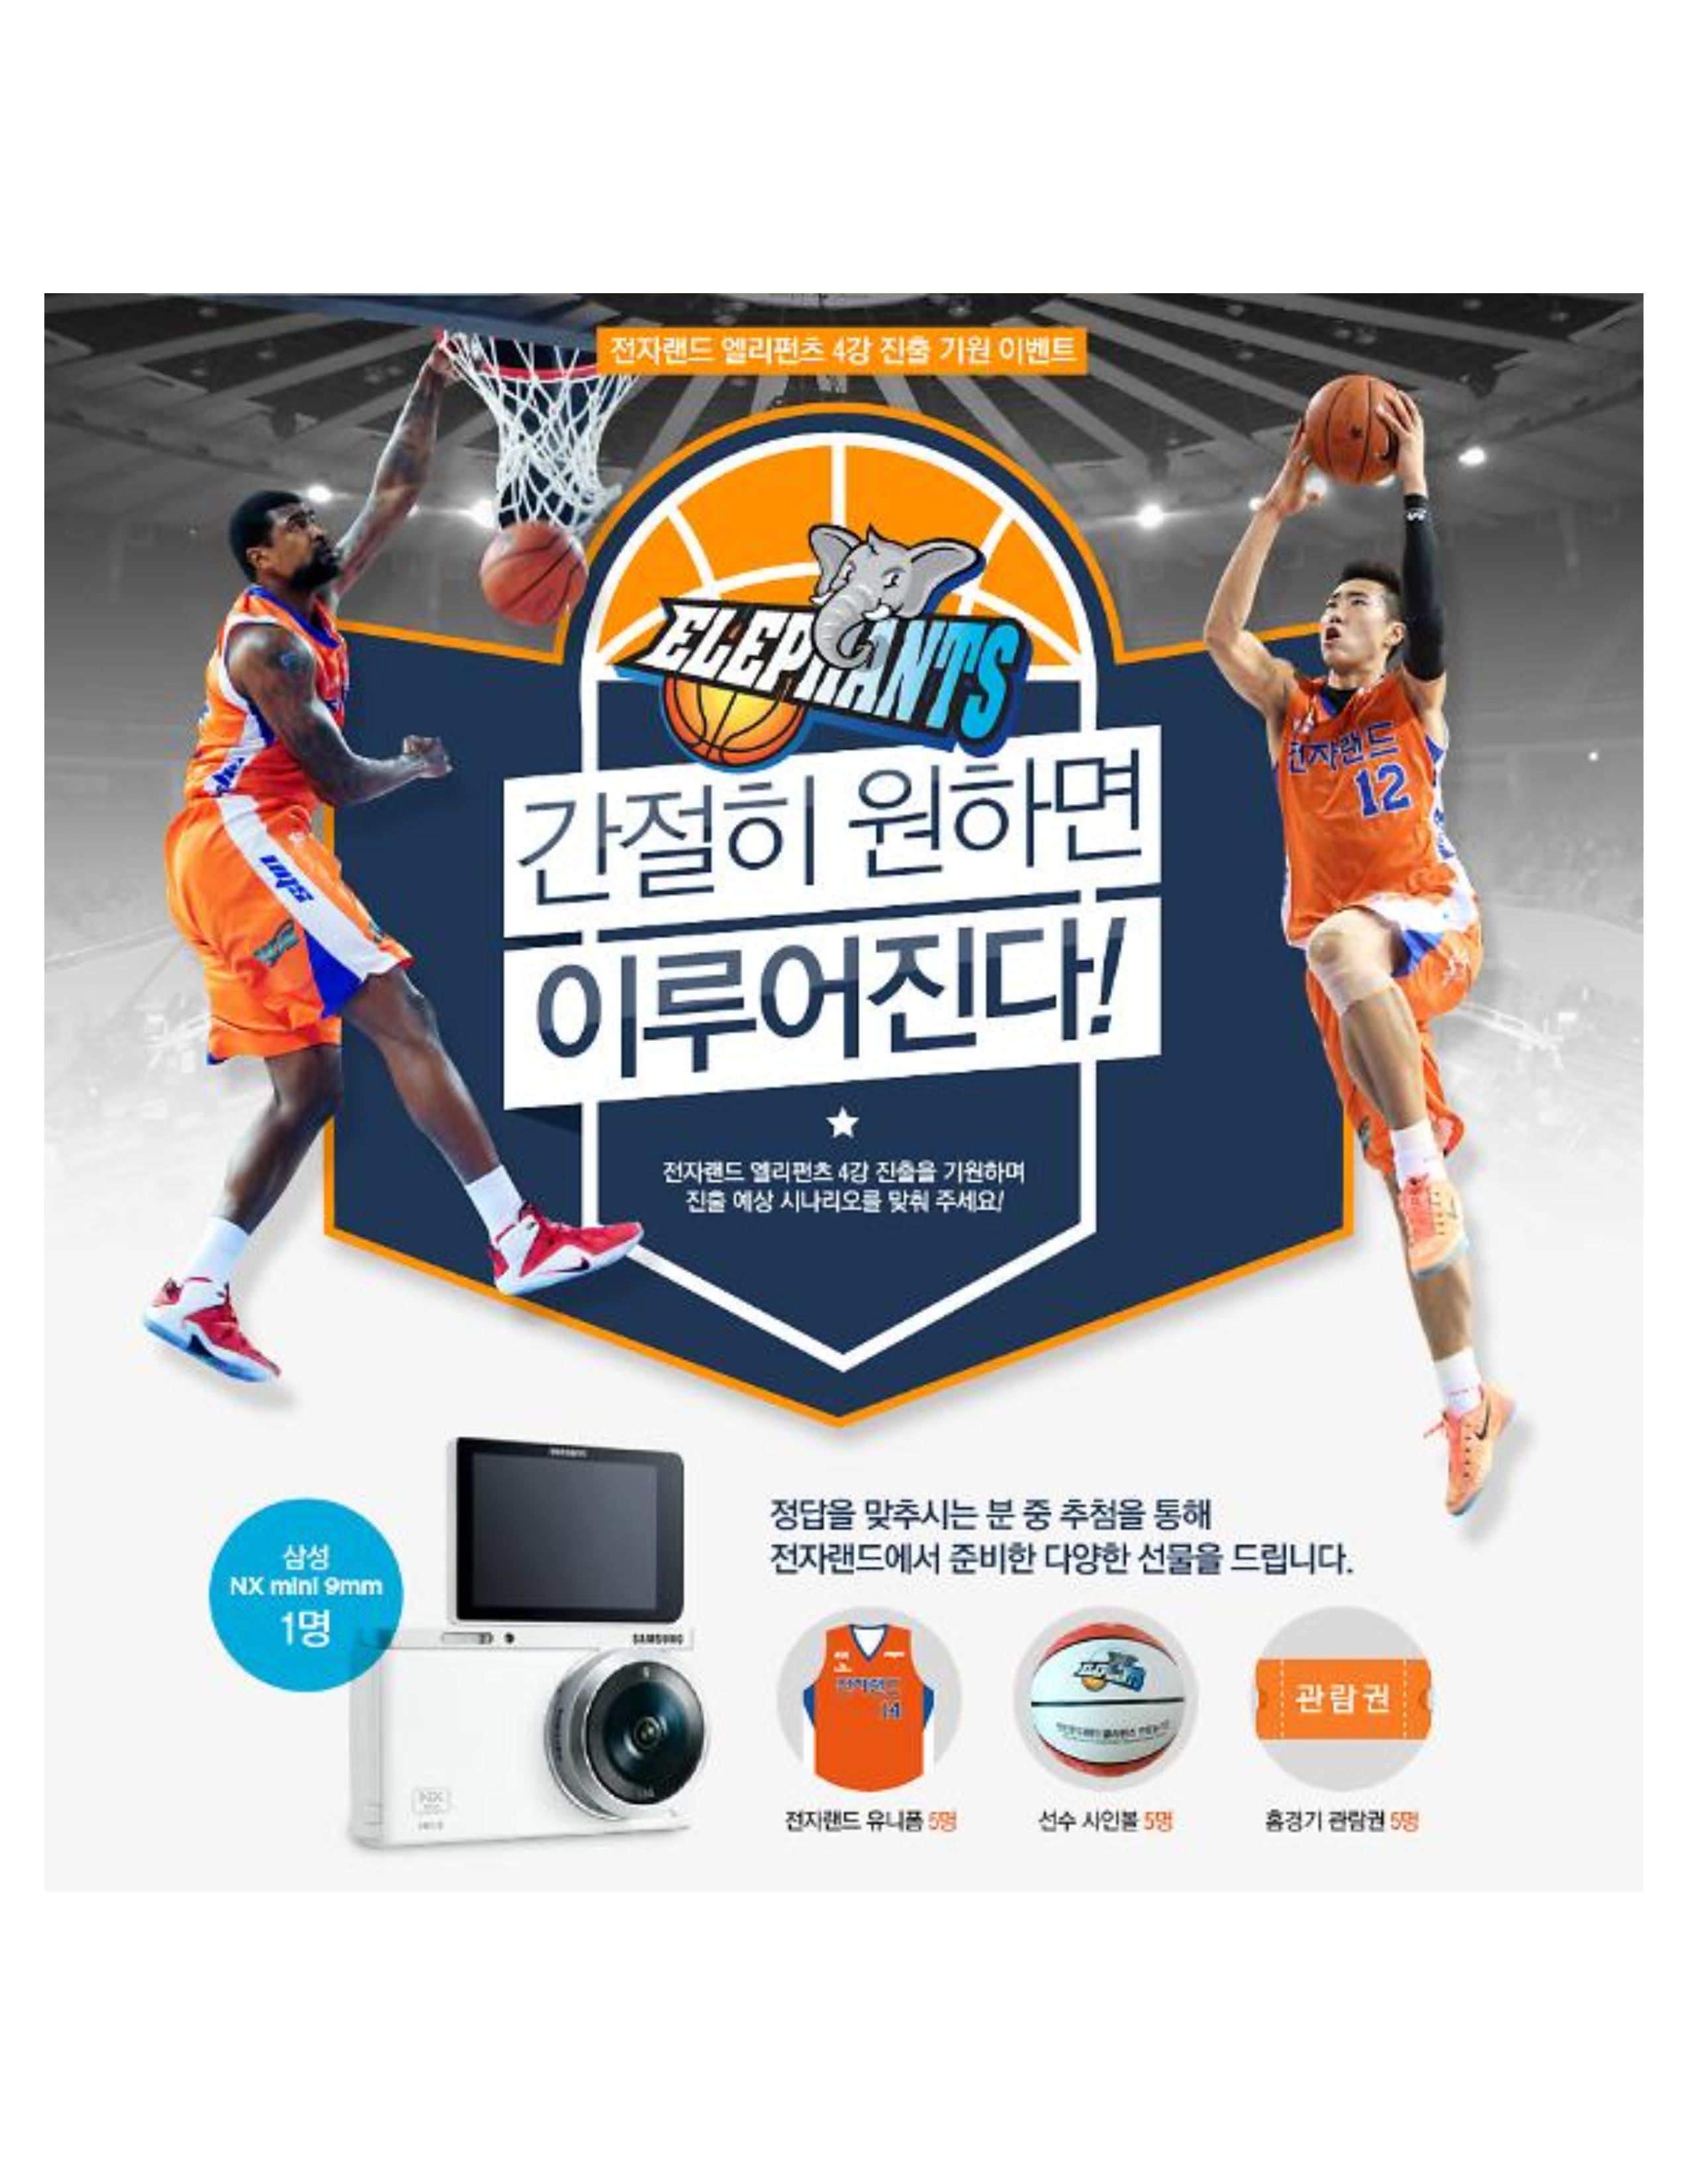 전자랜드 엘리펀츠 4강 진출 기원 이벤트
ELEPHANTS
전자랜드
12
간절히 원하면
이루어진다!
전자랜드 엘리펀츠 4강 진출을 기원하며
진출 예상 시나리오를 맞춰 주세요!
삼성
NX mini 9mm
1명
SAMSUNG
정답을 맞추시는 분 중 추첨을 통해
전자랜드에서 준비한 다양한 선물을 드립니다.
전자랜드
14
ELEPHANTS
관람권
전자랜드 유니폼 5명
선수 사인볼 5명
홈경기 관람권 5명